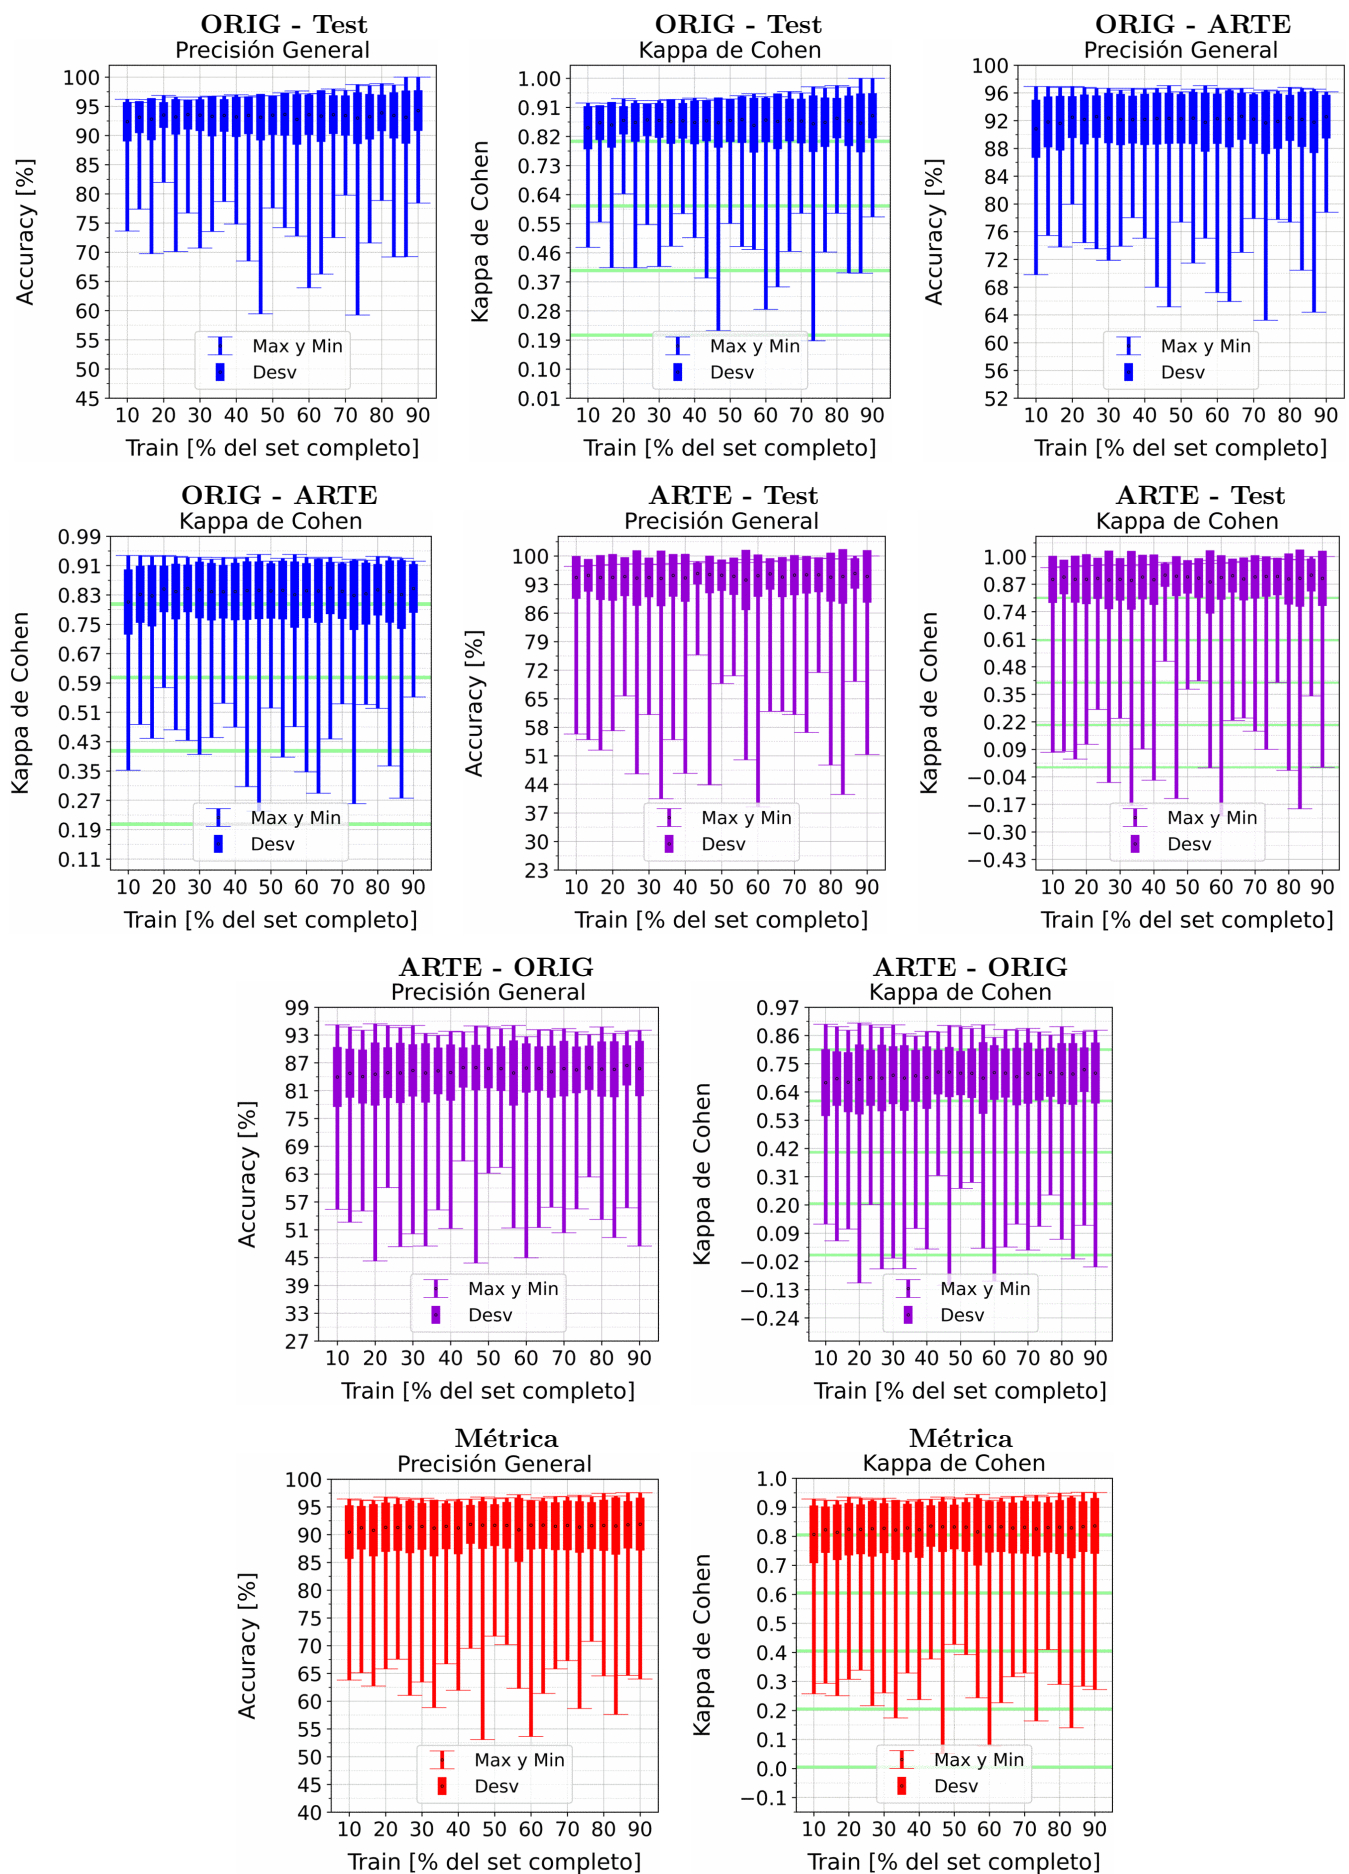 ORIG - Test
Precisión General
100
95
90
85
80
75
70
65
60
55
50
45
Accuracy [%]
Max y Min
Desv
10 20 30 40 50 60 70 80 90
Train [% del set completo]
ORIG - Test
Kappa de Cohen
1.00
0.91
0.82
0.73
0.64
0.55
0.46
0.37
0.28
0.19
0.10
0.01
Kappa de Cohen
Max y Min
Desv
10 20 30 40 50 60 70 80 90
Train [% del set completo]
ORIG - ARTE
Precisión General
100
96
92
88
84
80
76
72
68
64
60
56
52
Accuracy [%]
Max y Min
Desv
10 20 30 40 50 60 70 80 90
Train [% del set completo]
ORIG - ARTE
Kappa de Cohen
0.99
0.91
0.83
0.75
0.67
0.59
0.51
0.43
0.35
0.27
0.19
0.11
Kappa de Cohen
Max y Min
Desv
10 20 30 40 50 60 70 80 90
Train [% del set completo]
ARTE - Test
Precisión General
100
93
86
79
72
65
58
51
44
37
30
23
Accuracy [%]
Max y Min
Desv
10 20 30 40 50 60 70 80 90
Train [% del set completo]
ARTE - Test
Kappa de Cohen
1.00
0.87
0.74
0.61
0.48
0.35
0.22
0.09
−0.04
−0.17
−0.30
−0.43
Kappa de Cohen
Max y Min
Desv
10 20 30 40 50 60 70 80 90
Train [% del set completo]
ARTE - ORIG
Precisión General
99
93
87
81
75
69
63
57
51
45
39
33
27
Accuracy [%]
Max y Min
Desv
10 20 30 40 50 60 70 80 90
Train [% del set completo]
ARTE - ORIG
Kappa de Cohen
0.97
0.86
0.75
0.64
0.53
0.42
0.31
0.20
0.09
−0.02
−0.13
−0.24
Kappa de Cohen
Max y Min
Desv
10 20 30 40 50 60 70 80 90
Train [% del set completo]
Métrica
Precisión General
100
95
90
85
80
75
70
65
60
55
50
45
40
Accuracy [%]
Max y Min
Desv
10 20 30 40 50 60 70 80 90
Train [% del set completo]
Métrica
Kappa de Cohen
1.0
0.9
0.8
0.7
0.6
0.5
0.4
0.3
0.2
0.1
0.0
−0.1
Kappa de Cohen
Max y Min
Desv
10 20 30 40 50 60 70 80 90
Train [% del set completo]